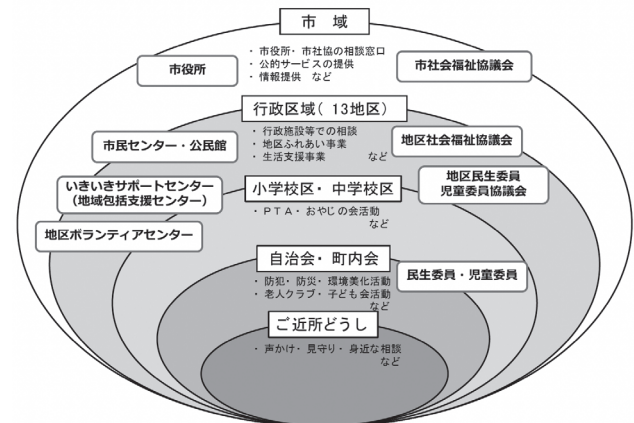 市　域
・市役所・市社協の相談窓口
・公的サービスの提供
・情報提供　など
市役所
市社会福祉協議会
行政区域（13地区）
・行政施設等での相談
・地区ふれあい事業
・生活支援事業　　　など
市民センター・公民館
地区社会福祉協議会
いきいきサポートセンター
（地域包括支援センター）
小学校区・中学校区
・ＰＴＡ・おやじの会活動
など
地区民生委員
児童委員協議会
地区ボランティアセンター
自治会・町内会
・防犯・防災・環境美化活動
・老人クラブ・子ども会活動
など
民生委員・児童委員
ご近所どうし
・声かけ・見守り・身近な相談
など